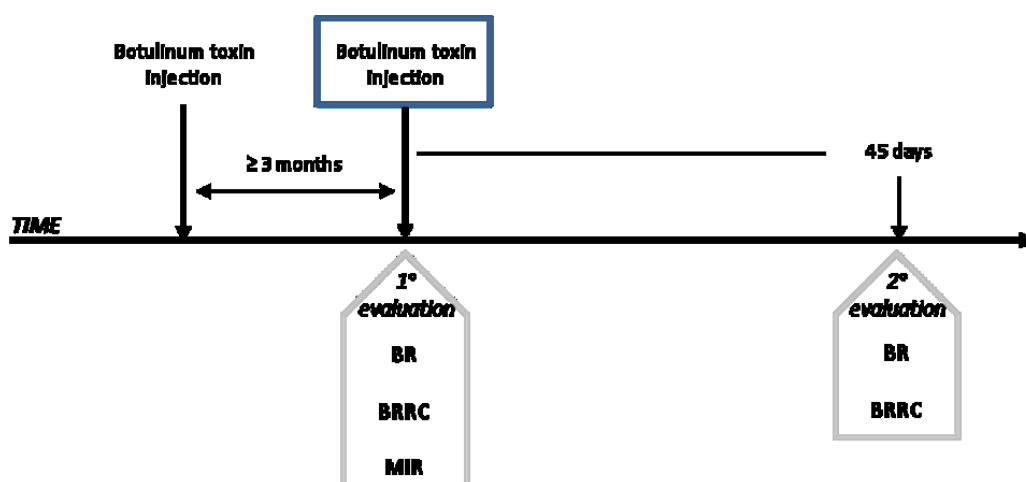 Botulinum toxin
injection
Botulinum toxin
injection
≥ 3 months
45 days
TIME
1°
evaluation
BR
BRRC
MIR
2°
evaluation
BR
BRRC